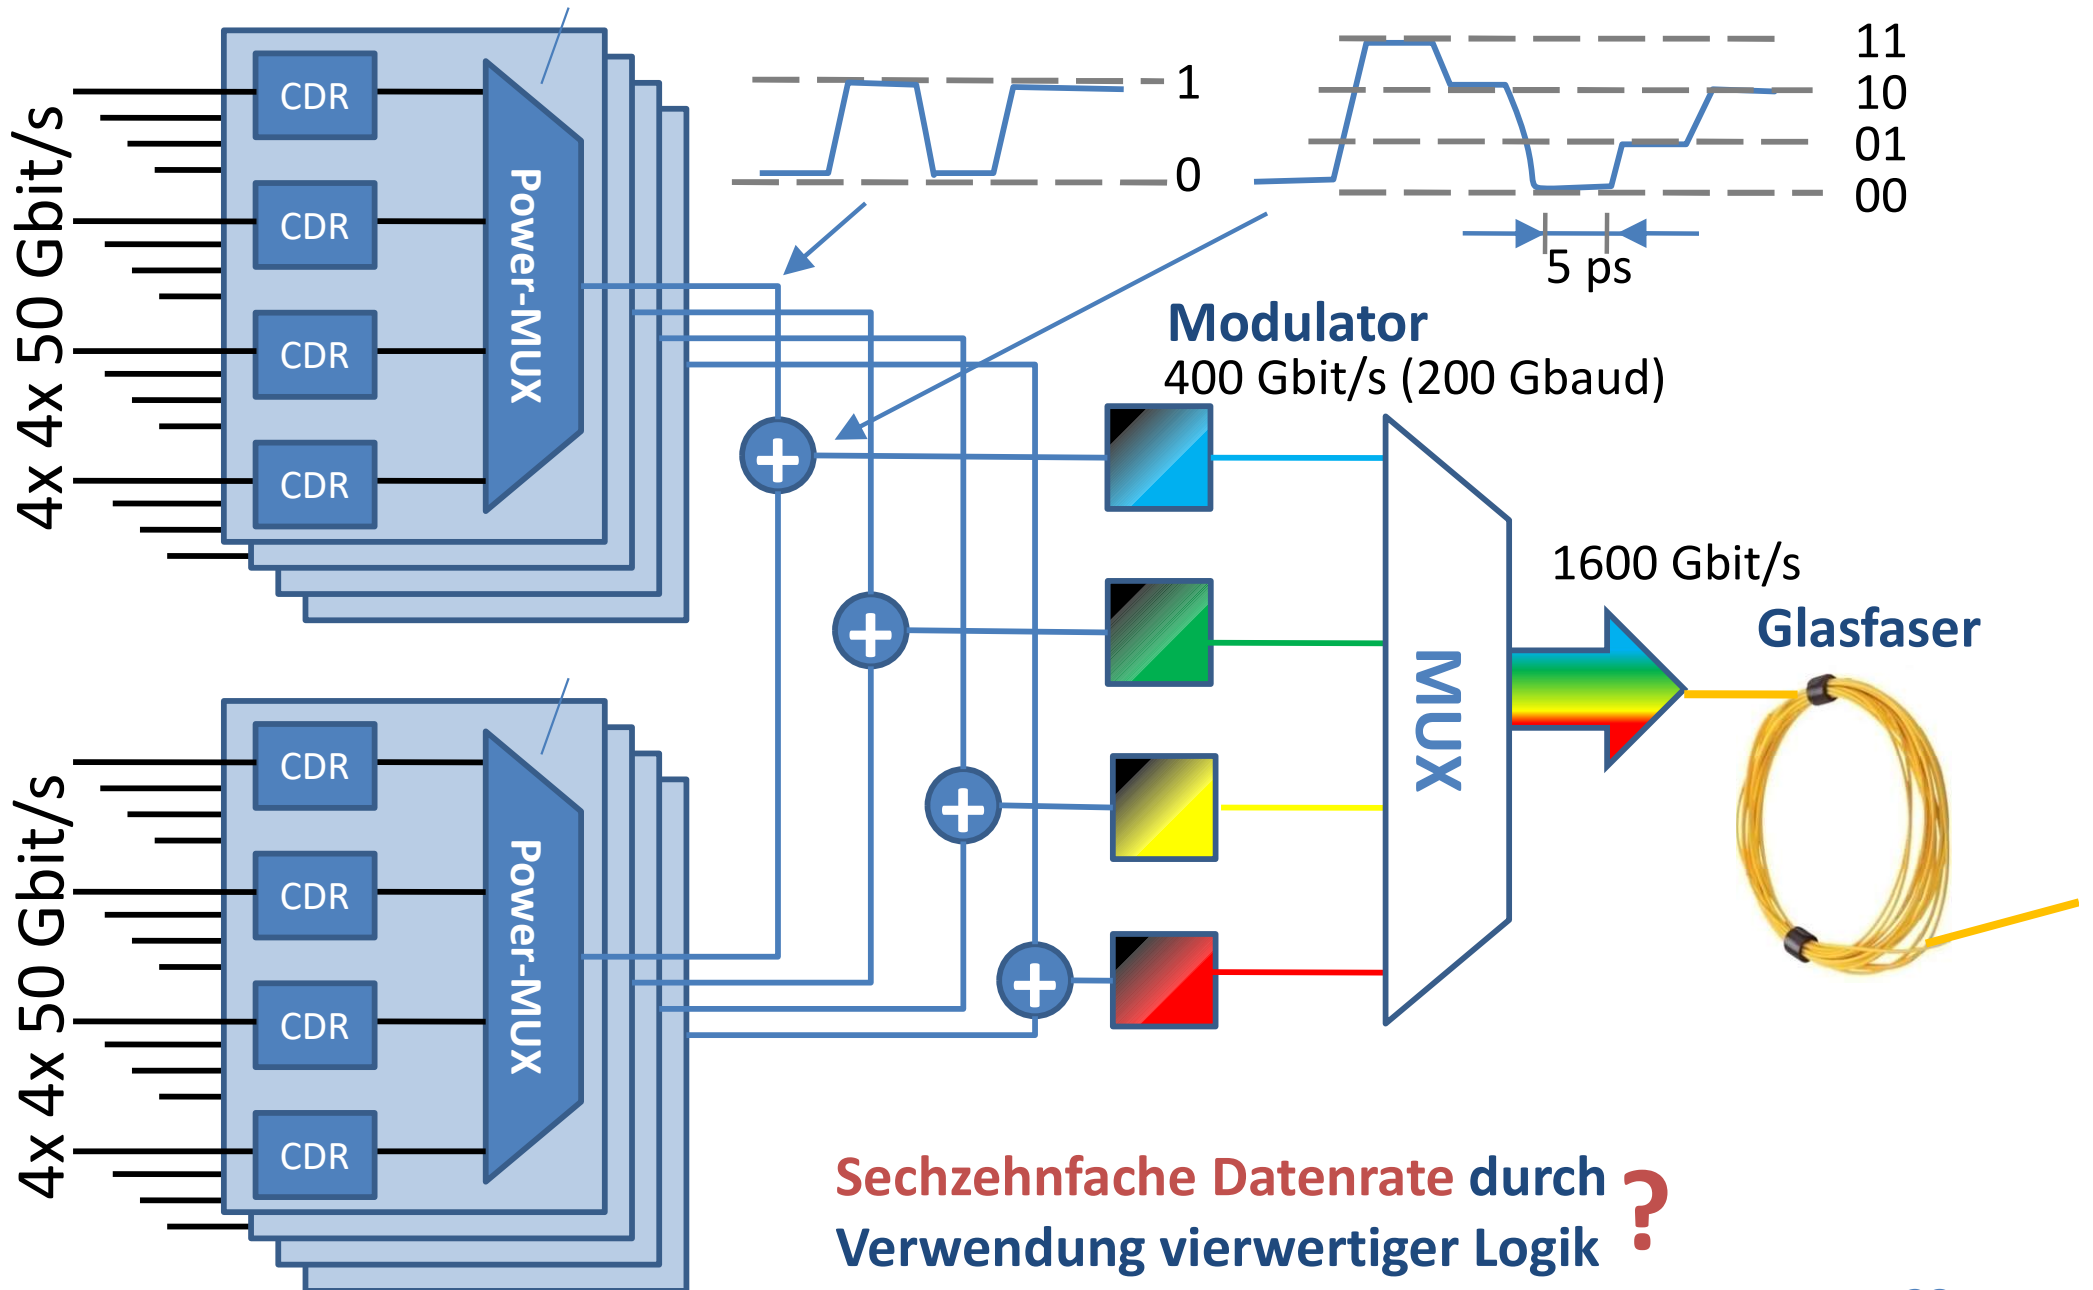 4x 4x 50 Gbit/s
CDR
CDR
CDR
CDR
Power-MUX
1
0
11
10
01
00
5 ps
Modulator
400 Gbit/s (200 Gbaud)
+
+
+
+
MUX
1600 Gbit/s
Glasfaser
4x 4x 50 Gbit/s
CDR
CDR
CDR
CDR
Power-MUX
Sechzehnfache Datenrate durch
Verwendung vierwertiger Logik ?